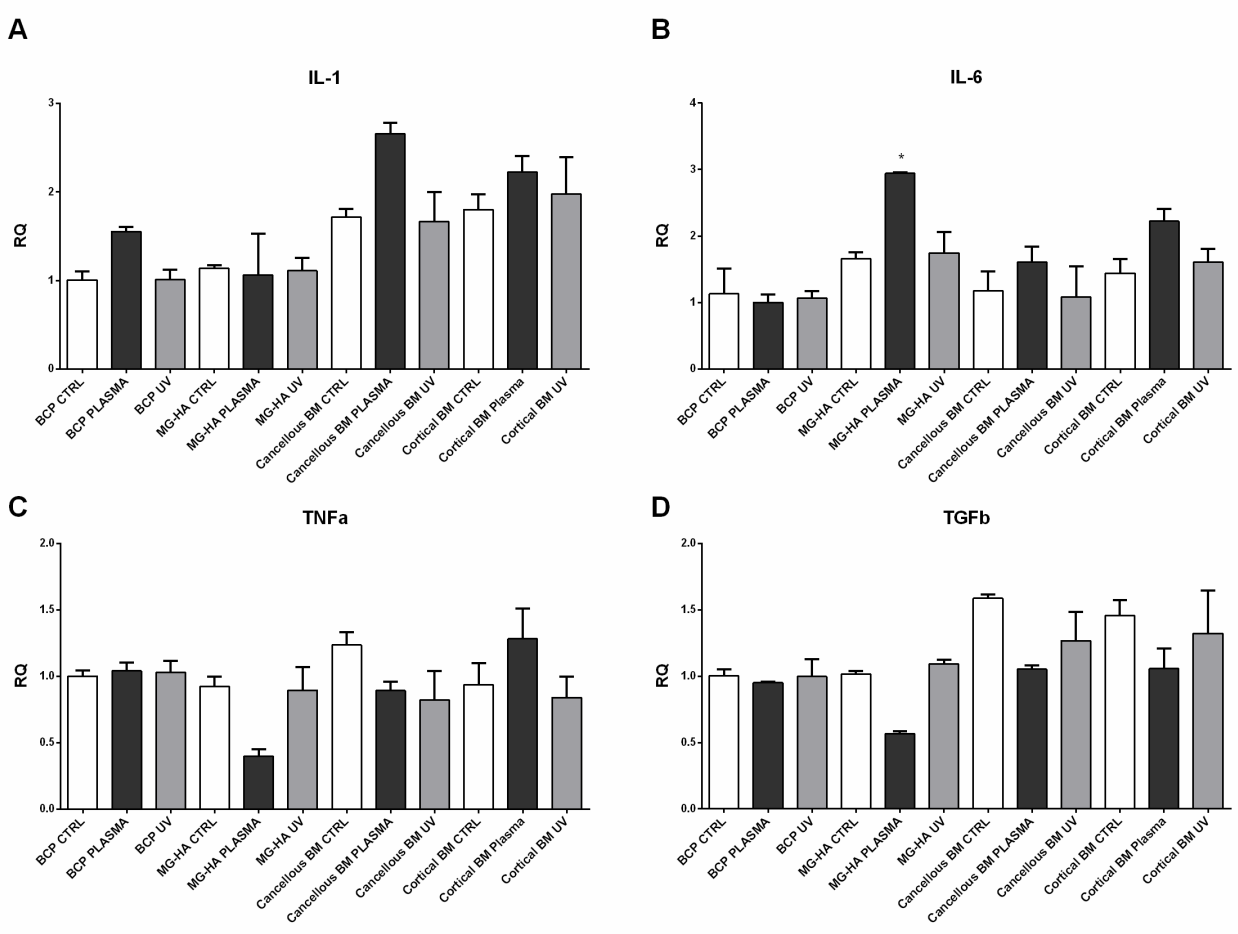 A
IL-1
RQ
3
2
1
0
BCP CTRL
BCP PLASMA
BCP UV
MG-HA CTRL
MG-HA PLASMA
MG-HA UV
Cancellous BM CTRL
Cancellous BM PLASMA
Cancellous BM UV
Cortical BM CTRL
Cortical BM Plasma
Cortical BM UV
B
IL-6
RQ
4
3
2
1
0
*
BCP CTRL
BCP PLASMA
BCP UV
MG-HA CTRL
MG-HA PLASMA
MG-HA UV
Cancellous BM CTRL
Cancellous BM PLASMA
Cancellous BM UV
Cortical BM CTRL
Cortical BM Plasma
Cortical BM UV
C
TNFa
RQ
2.0
1.5
1.0
0.5
0.0
BCP CTRL
BCP PLASMA
BCP UV
MG-HA CTRL
MG-HA PLASMA
MG-HA UV
Cancellous BM CTRL
Cancellous BM PLASMA
Cancellous BM UV
Cortical BM CTRL
Cortical BM Plasma
Cortical BM UV
D
TGFb
RQ
2.0
1.5
1.0
0.5
0.0
BCP CTRL
BCP PLASMA
BCP UV
MG-HA CTRL
MG-HA PLASMA
MG-HA UV
Cancellous BM CTRL
Cancellous BM PLASMA
Cancellous BM UV
Cortical BM CTRL
Cortical BM Plasma
Cortical BM UV